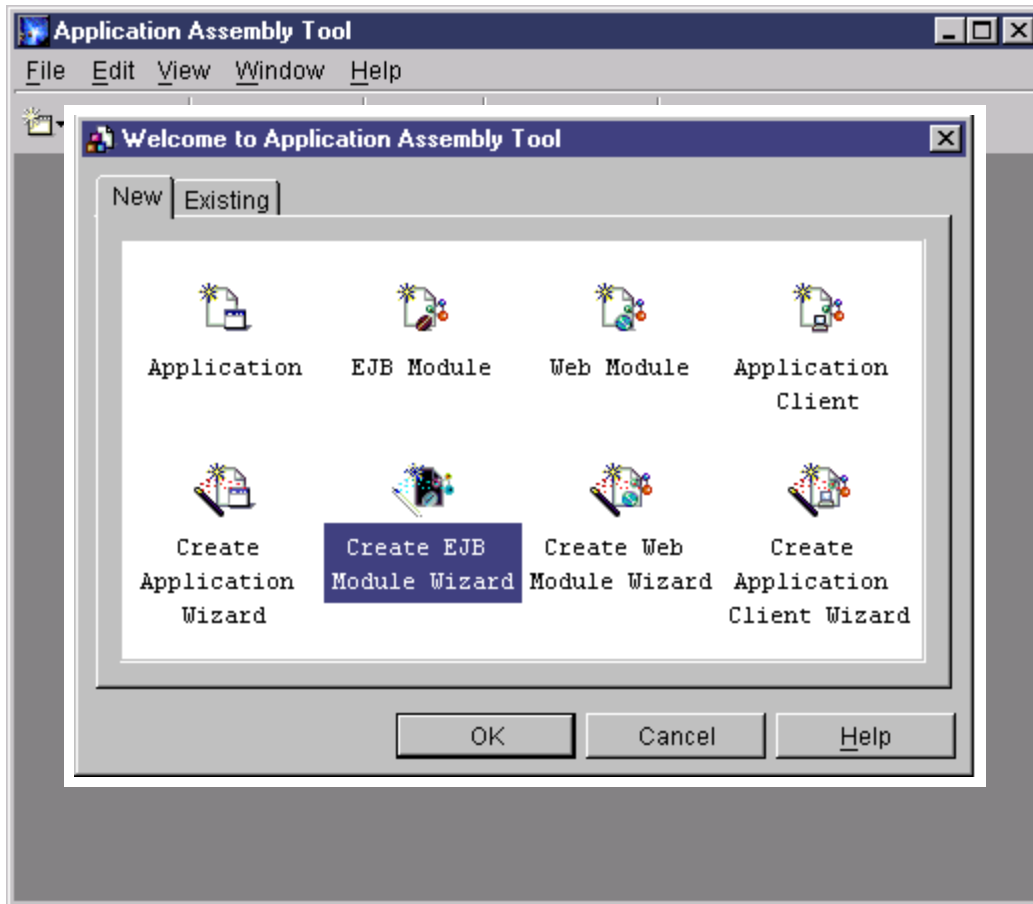 Application Assembly Tool
File Edit View Window Help
Welcome to Application Assembly Tool
New Existing
Application EJB Module Web Module Application
Client
Create Create EJB Create Web Create
Application Module Wizard Module Wizard Application
Wizard Client Wizard
OK Cancel Help